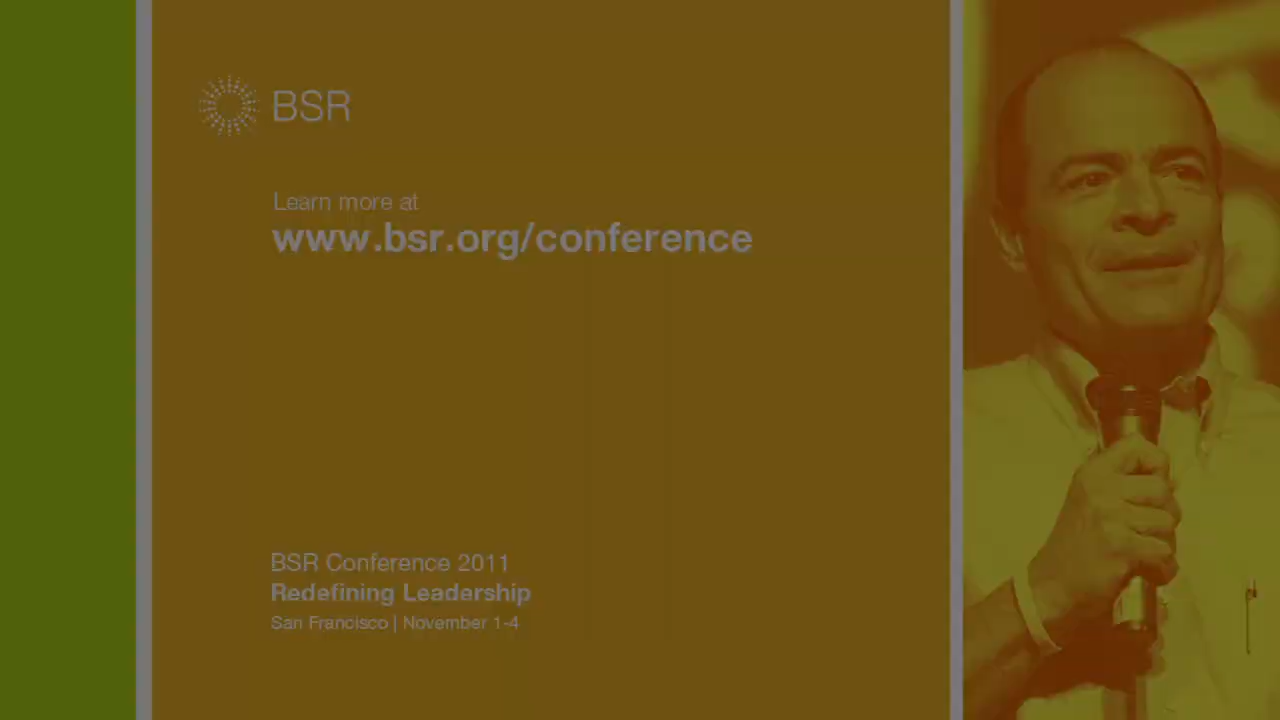 BSR
Learn more at
www.bsr.org/conference
BSR Conference 2011
Redefining Leadership
San Francisco | November 1-4